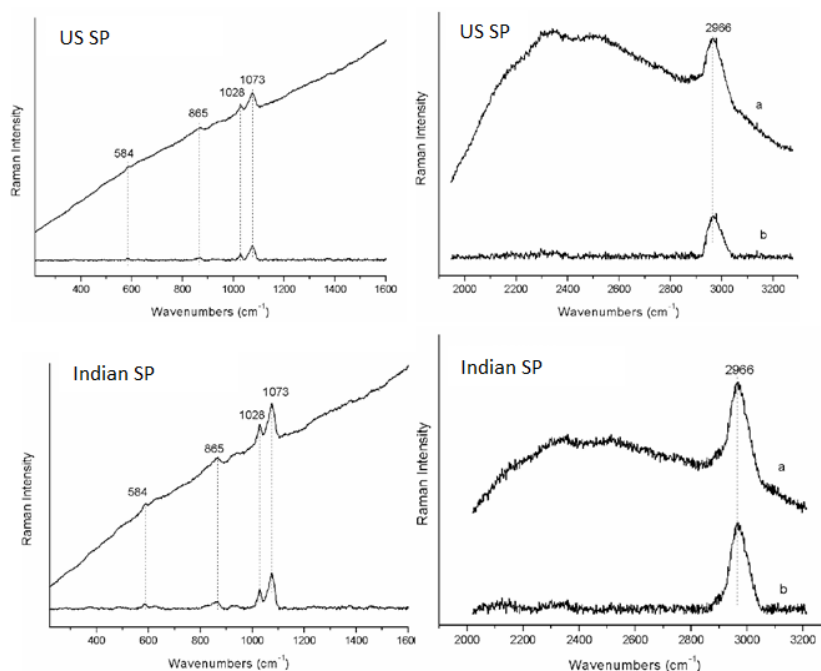 US SP
584
865
1028
1073
Raman Intensity
400 600 800 1000 1200 1400 1600
Wavenumbers (cm⁻¹)
US SP
2966
a
b
Raman Intensity
2000 2200 2400 2600 2800 3000 3200
Wavenumbers (cm⁻¹)
Indian SP
584
865
1028
1073
Raman Intensity
400 600 800 1000 1200 1400 1600
Wavenumbers (cm⁻¹)
Indian SP
2966
a
b
Raman Intensity
2000 2200 2400 2600 2800 3000 3200
Wavenumbers (cm⁻¹)